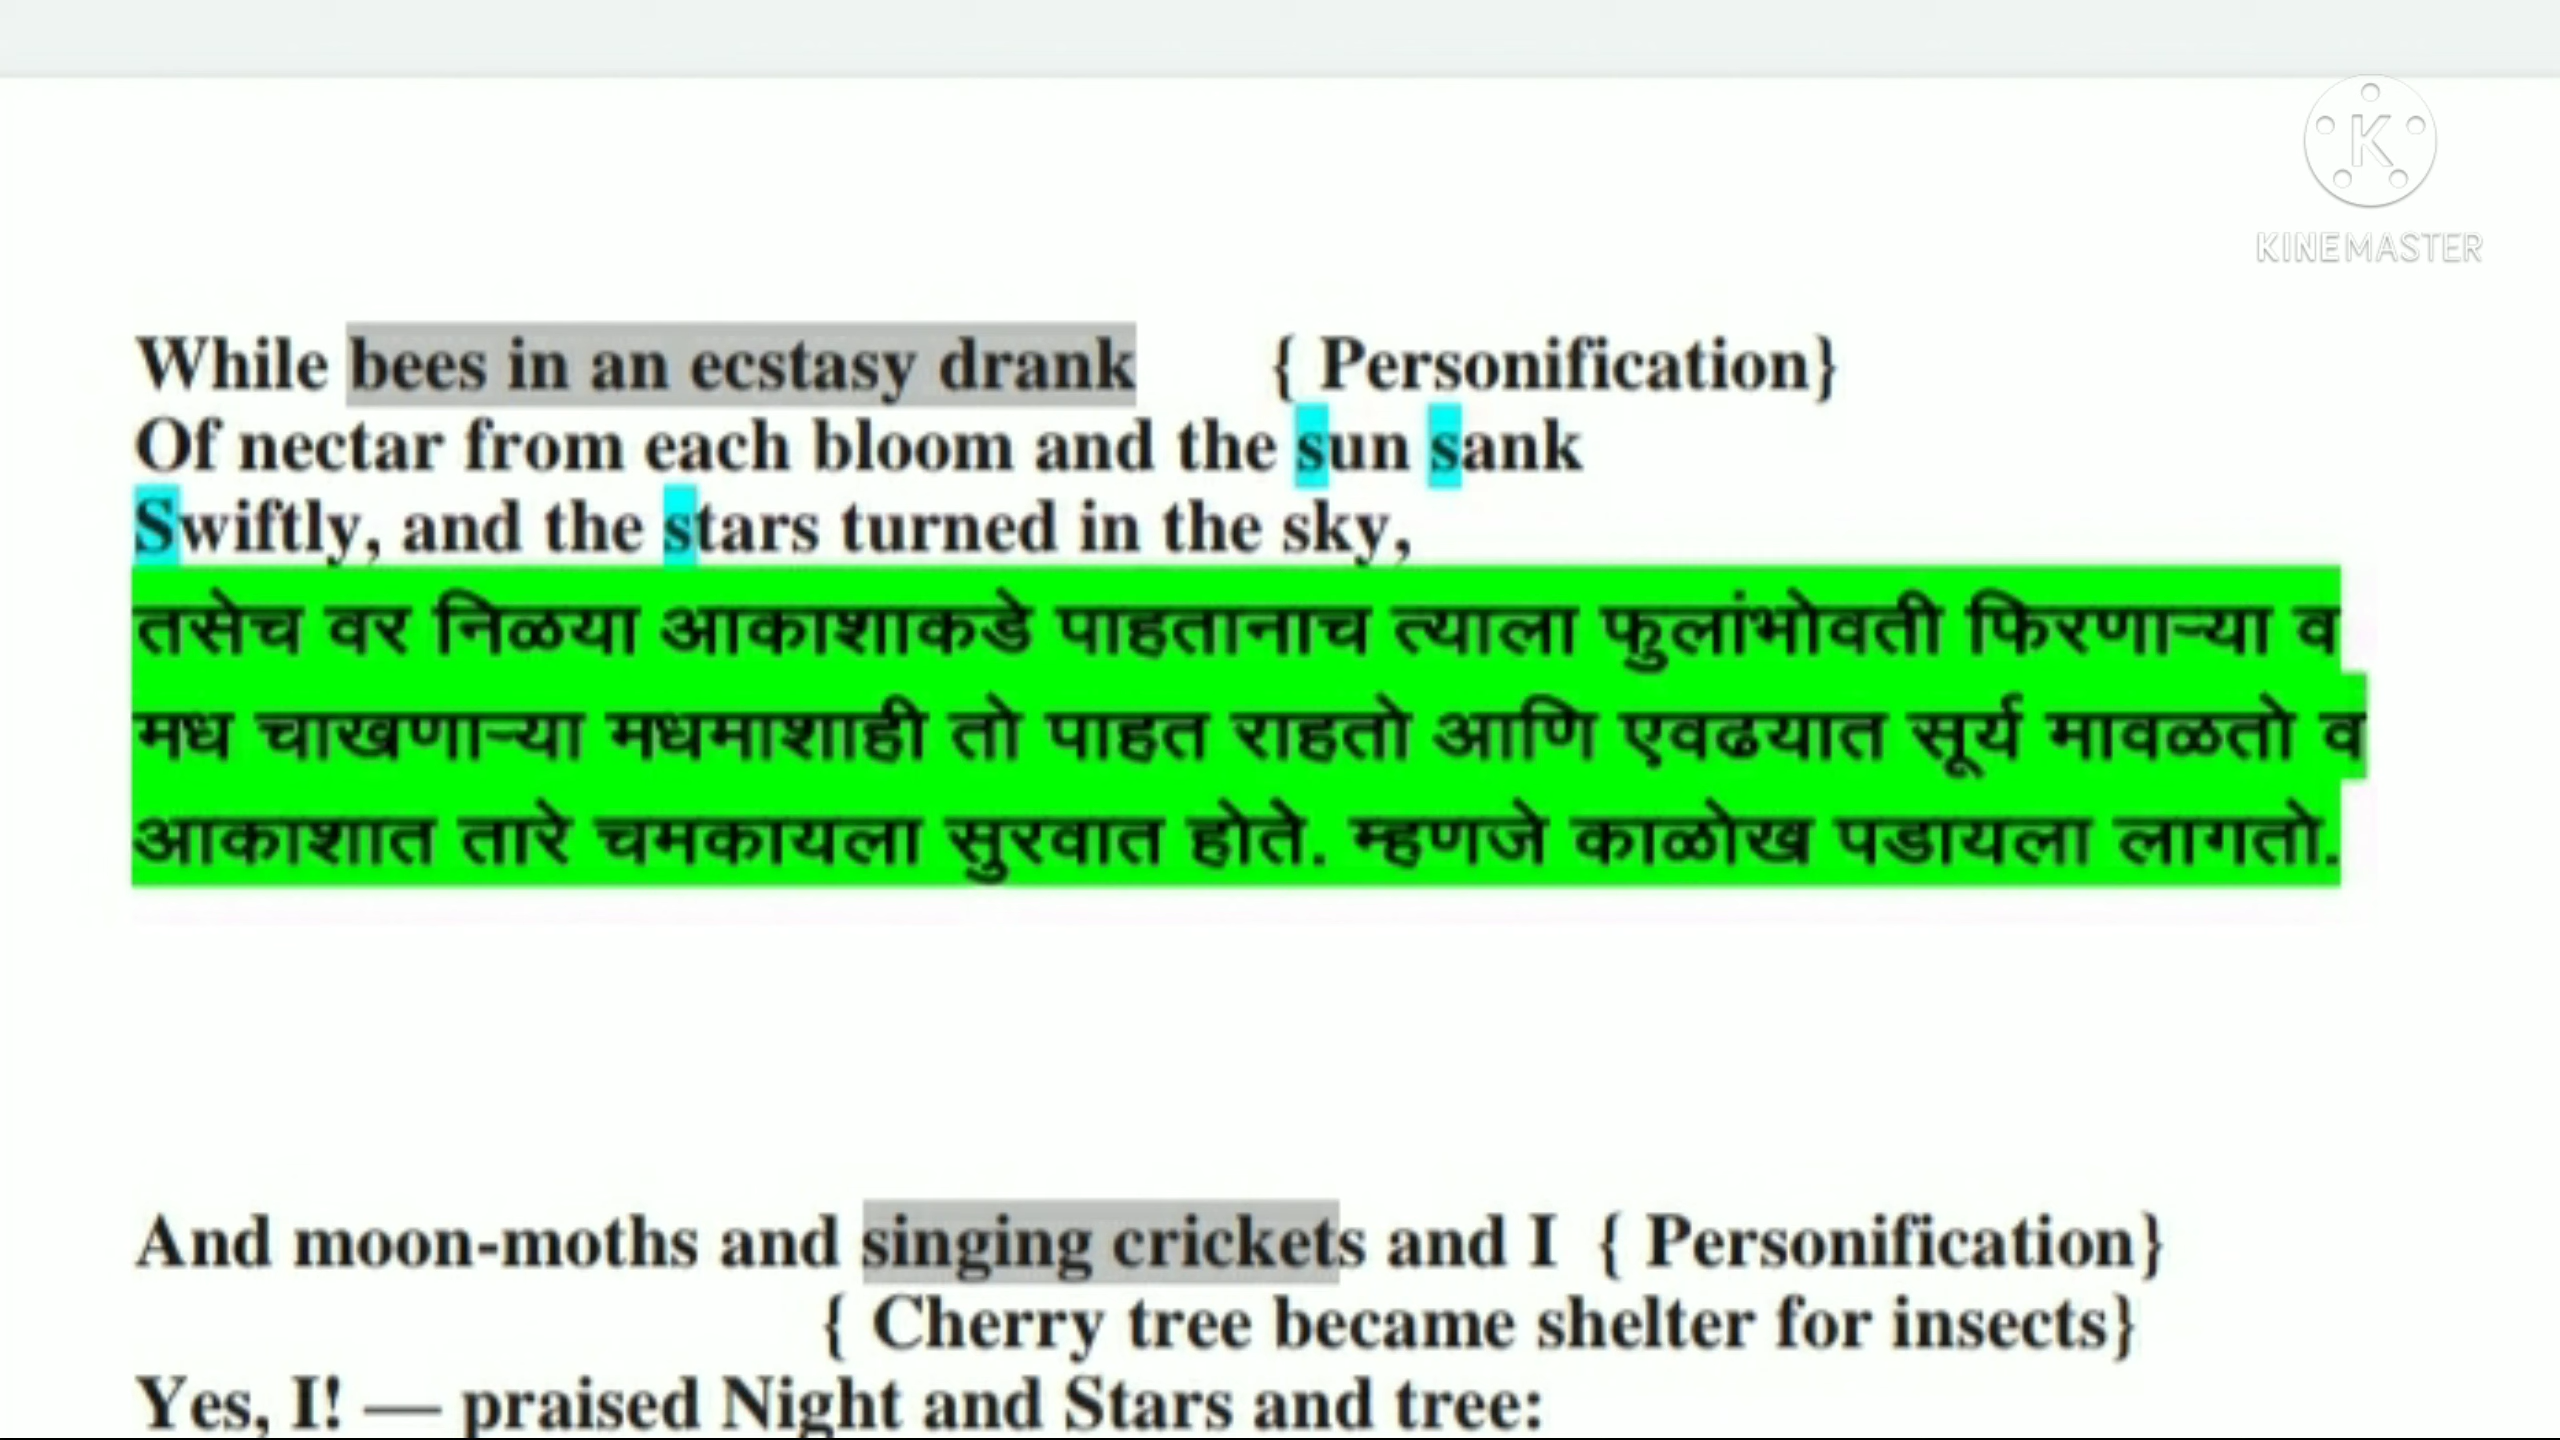 K
KINEMASTER
While bees in an ecstasy drank { Personification}
Of nectar from each bloom and the sun sank
Swiftly, and the stars turned in the sky,
तसेच वर निळया आकाशाकडे पाहतानाच त्याला फुलांभोवती फिरणाऱ्या व
मध चाखणाऱ्या मधमाशाही तो पाहत राहतो आणि एवढयात सूर्य मावळतो व
आकाशात तारे चमकायला सुरवात होते. म्हणजे काळोख पडायला लागतो.
And moon-moths and singing crickets and I { Personification}
{ Cherry tree became shelter for insects}
Yes, I! — praised Night and Stars and tree: